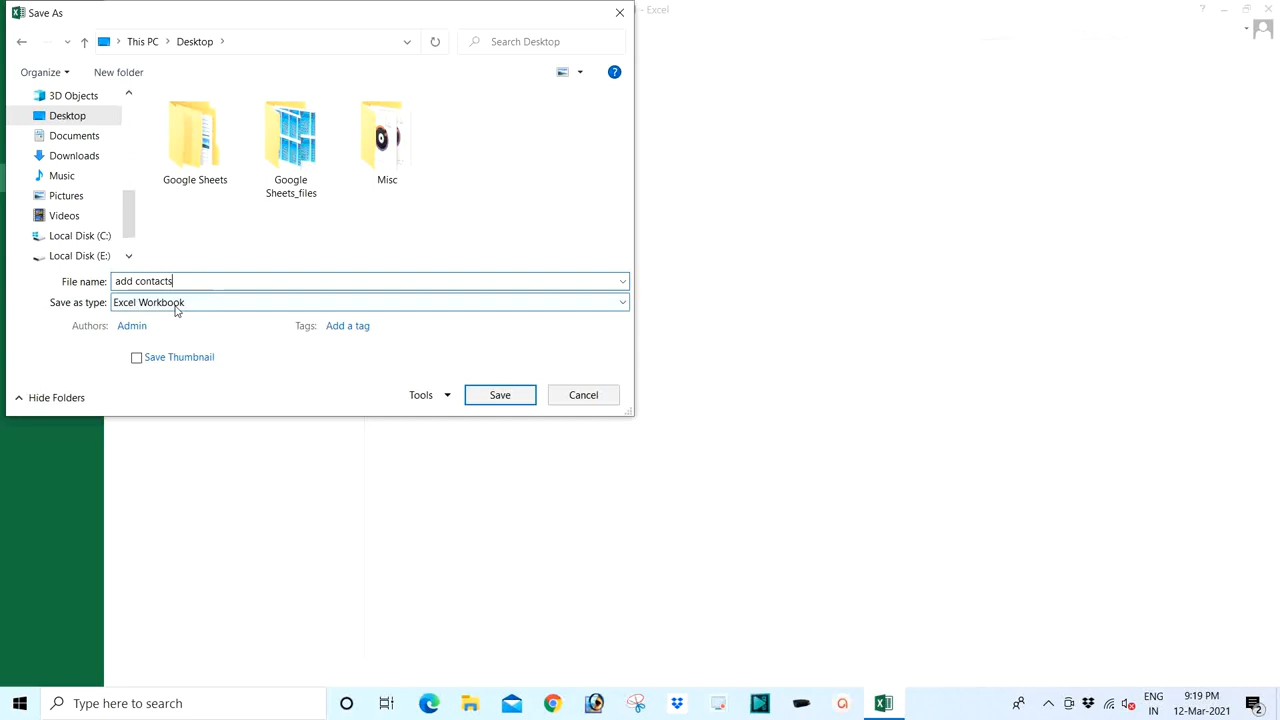 Save As
- Excel
This PC
Desktop
Search Desktop
Organize
New folder
3D Objects
Desktop
Documents
Downloads
Music
Pictures
Videos
Local Disk (C:)
Local Disk (E:)
Google Sheets
Google
Sheets_files
Misc
File name: add contacts
Save as type: Excel Workbook
Authors: Admin
Tags: Add a tag
Save Thumbnail
Hide Folders
Tools
Save
Cancel
Type here to search
ENG
IN
9:19 PM
12-Mar-2021
2